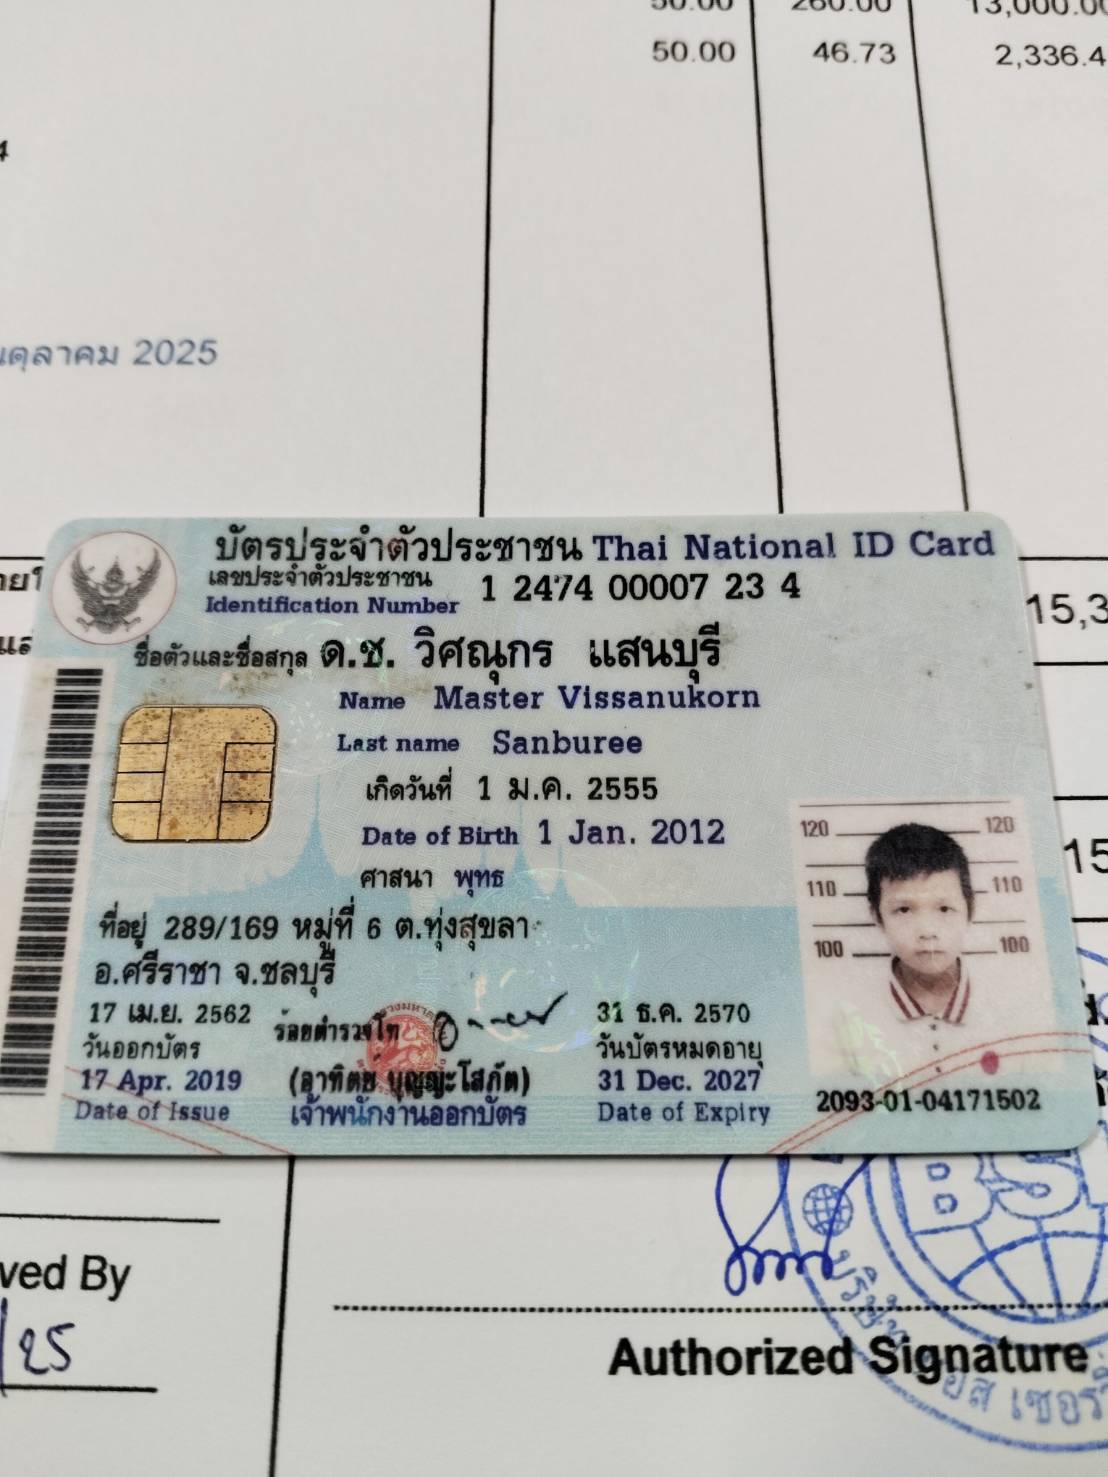 50.00 260.00 13,000.00
50.00 46.73 2,336.4
ตุลาคม 2025
บัตรประจำตัวประชาชน Thai National ID Card
เลขประจำตัวประชาชน
Identification Number 1 2474 00007 23 4
ชื่อตัวและชื่อสกุล ด.ช. วิศณุกร แสนบุรี
Name Master Vissanukorn
Last name Sanburee
เกิดวันที่ 1 ม.ค. 2555
Date of Birth 1 Jan. 2012
ศาสนา พุทธ
ที่อยู่ 289/169 หมู่ที่ 6 ต.ทุ่งสุขลา
อ.ศรีราชา จ.ชลบุรี
120 120
110 110
100 100
17 เม.ย. 2562
วันออกบัตร
17 Apr. 2019
Date of Issue
ร้อยตำรวจโท
(อาทิตย บุญญะโสภัต)
เจ้าพนักงานออกบัตร
31 ธ.ค. 2570
วันบัตรหมดอายุ
31 Dec. 2027
Date of Expiry
2093-01-04171502
15,3
15
ved By
/25
Authorized Signature